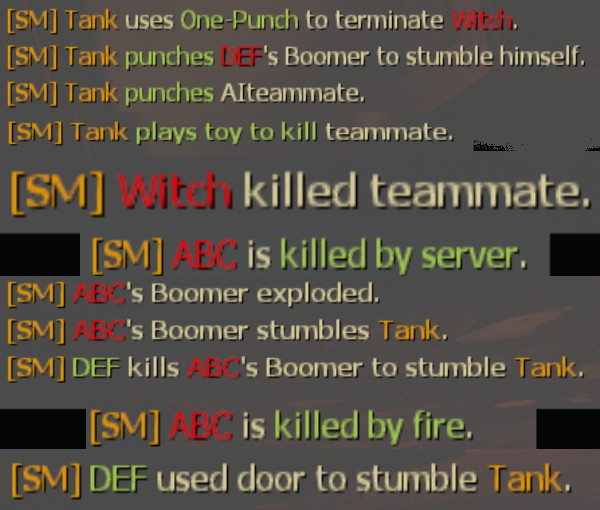 [SM] Tank uses One-Punch to terminate Witch.
[SM] Tank punches DEF's Boomer to stumble himself.
[SM] Tank punches AIteammate.
[SM] Tank plays toy to kill teammate.
[SM] Witch killed teammate.
[SM] ABC is killed by server.
[SM] ABC's Boomer exploded.
[SM] ABC's Boomer stumbles Tank.
[SM] DEF kills ABC's Boomer to stumble Tank.
[SM] ABC is killed by fire.
[SM] DEF used door to stumble Tank.